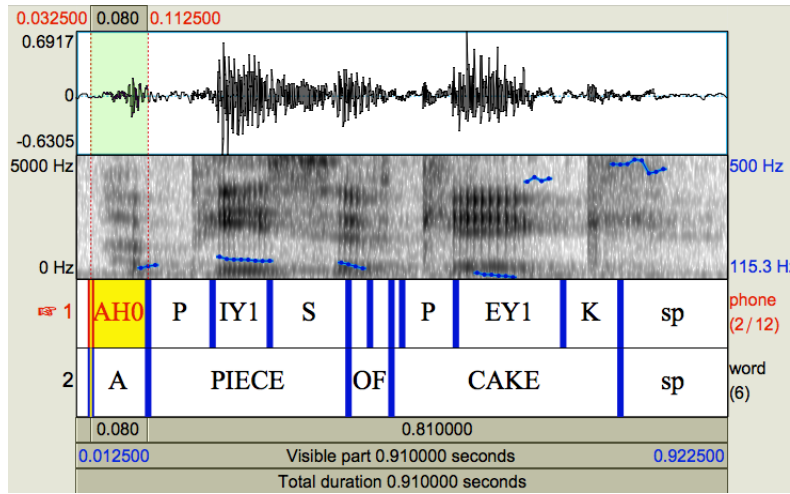 0.032500 0.080 0.112500
0.6917
0
-0.6305
5000 Hz 500 Hz
0 Hz 115.3 Hz
1 AH0 P IY1 S P EY1 K sp phone (2/12)
2 A PIECE OF CAKE sp word (6)
0.080 0.810000
0.012500 Visible part 0.910000 seconds 0.922500
Total duration 0.910000 seconds